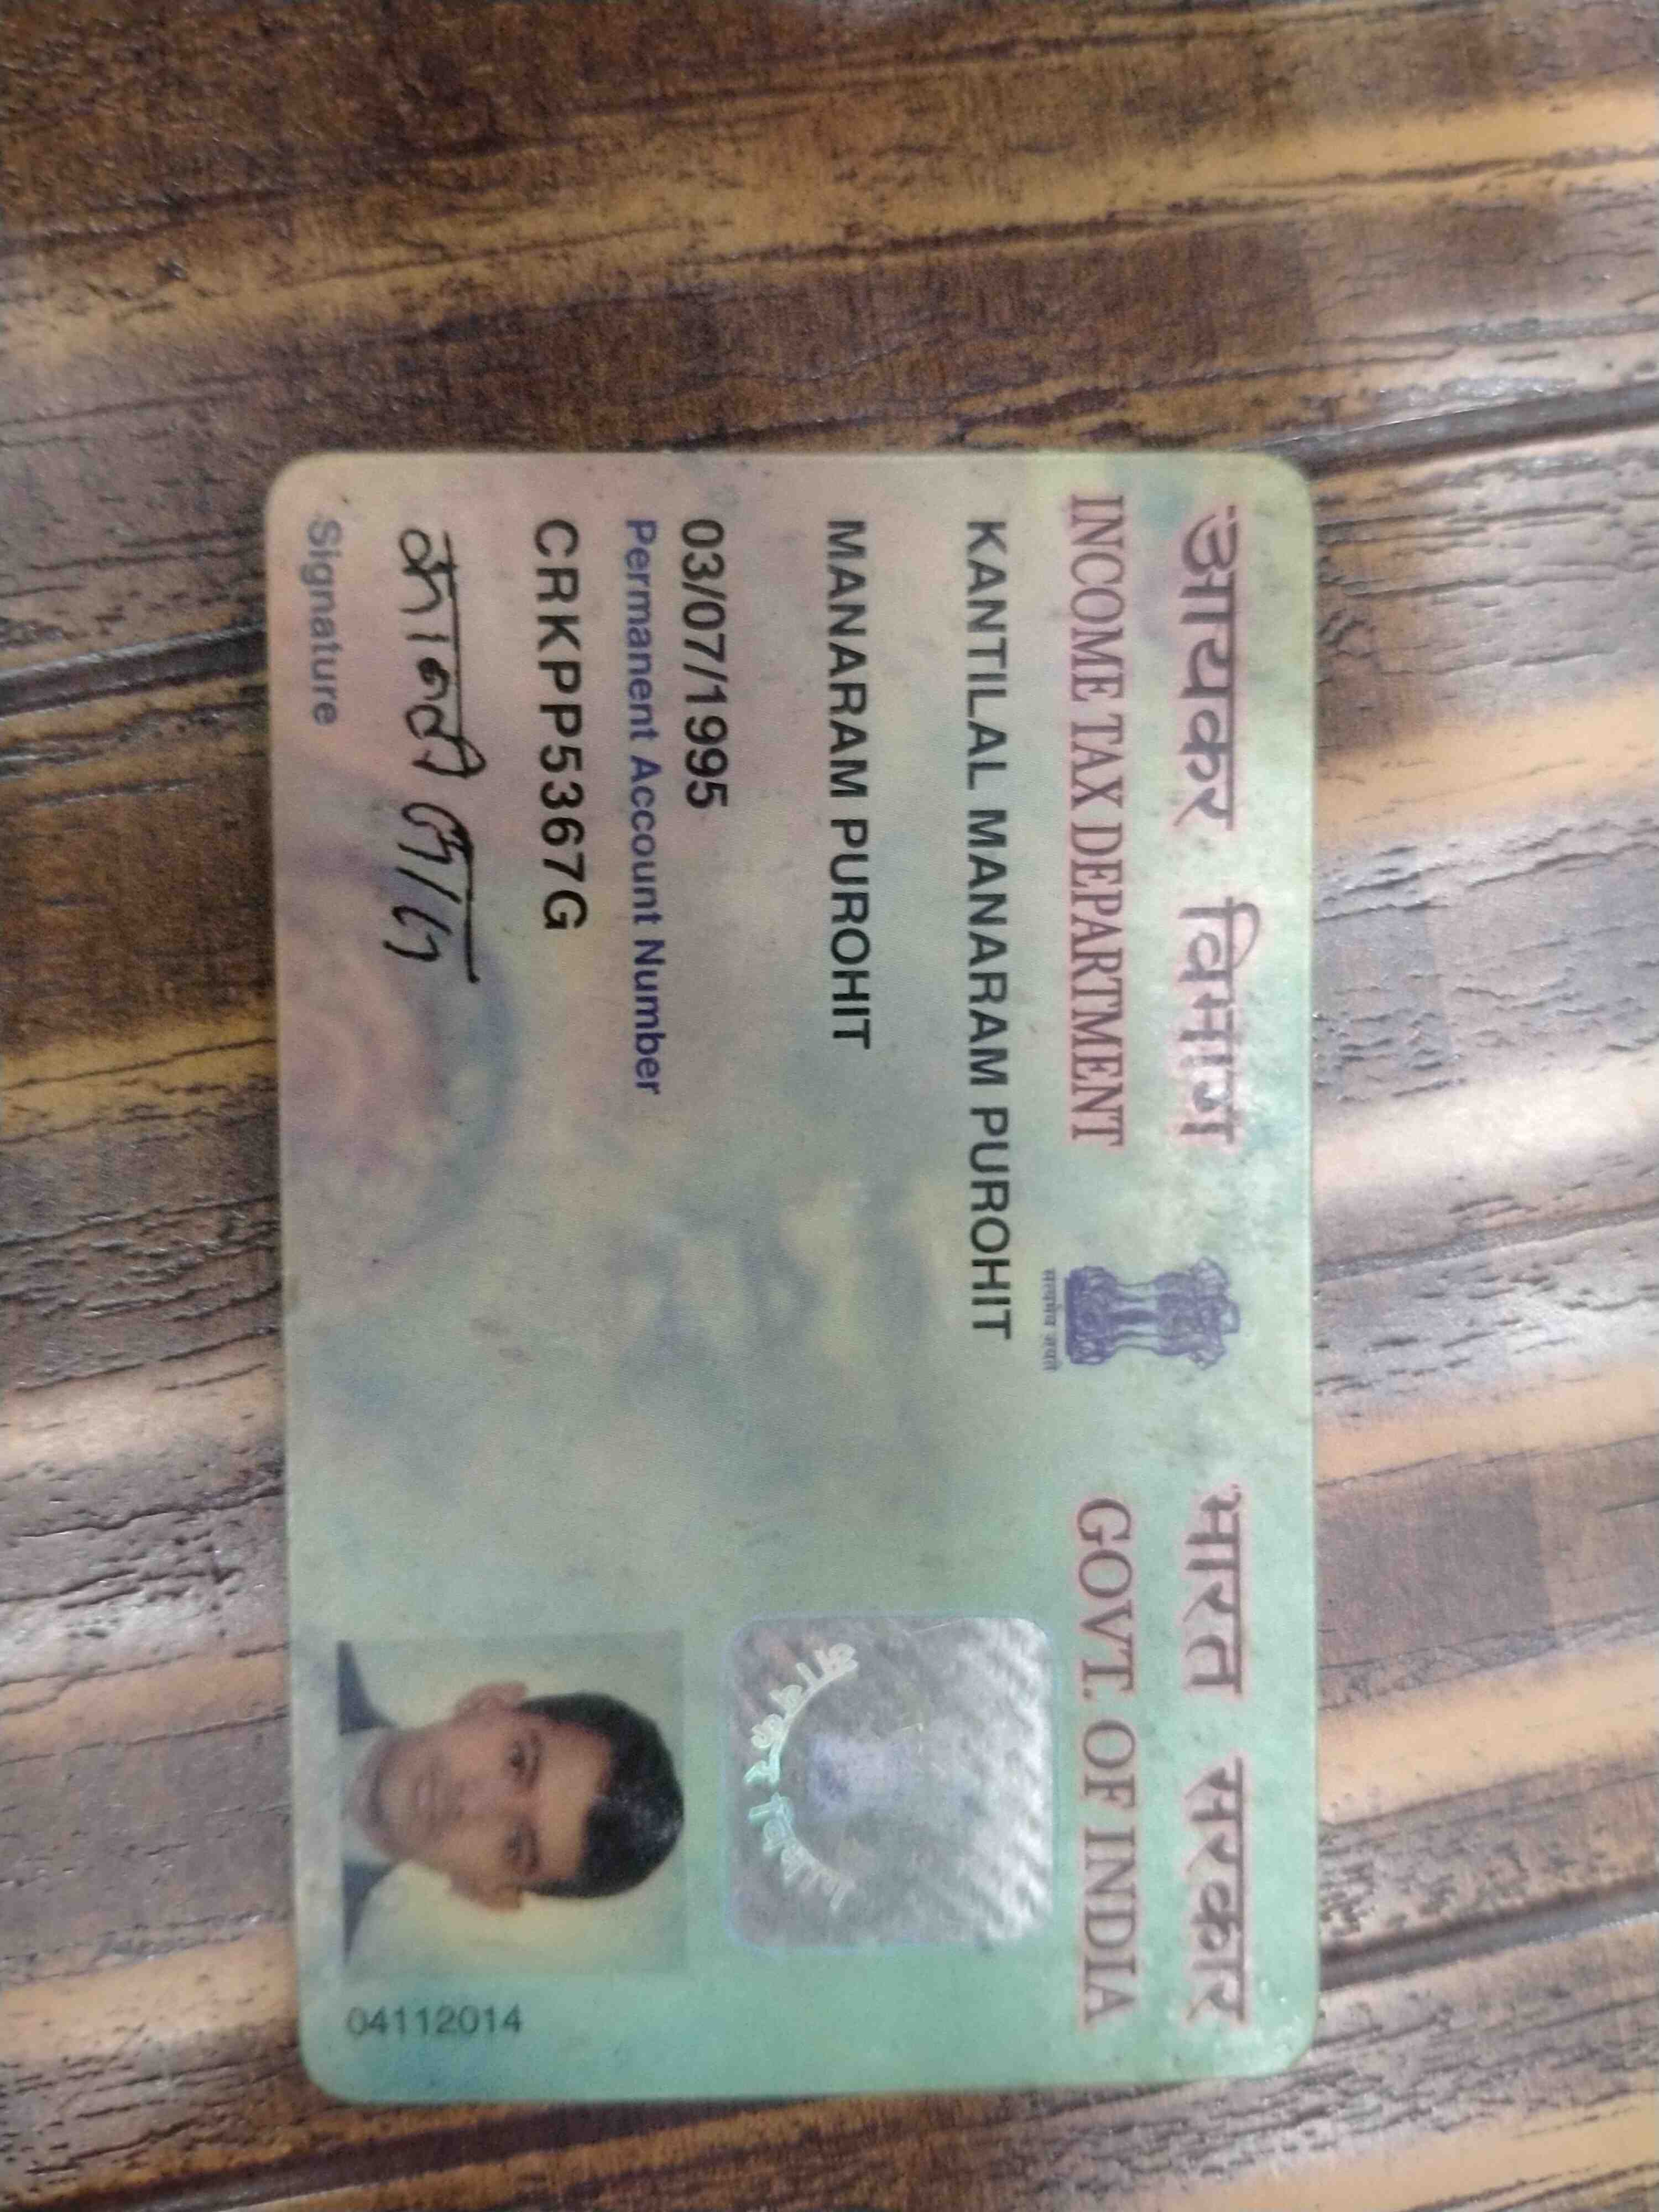 आयकर विभाग
INCOME TAX DEPARTMENT
भारत सरकार
GOVT. OF INDIA
सत्यमेव जयते
KANTILAL MANARAM PUROHIT
MANARAM PUROHIT
03/07/1995
Permanent Account Number
CRKPP5367G
Signature
04112014